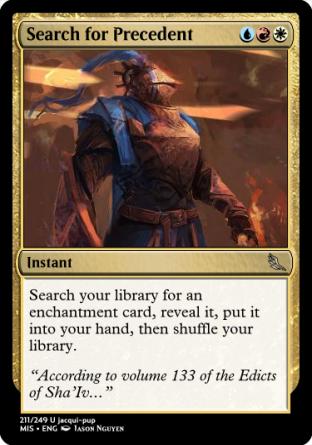 Search for Precedent
Instant
Search your library for an
enchantment card, reveal it, put it
into your hand, then shuffle your
library.
“According to volume 133 of the Edicts
of Sha'Iv...”
211/249 U jacqui-pup
MIS • ENG Jason Nguyen